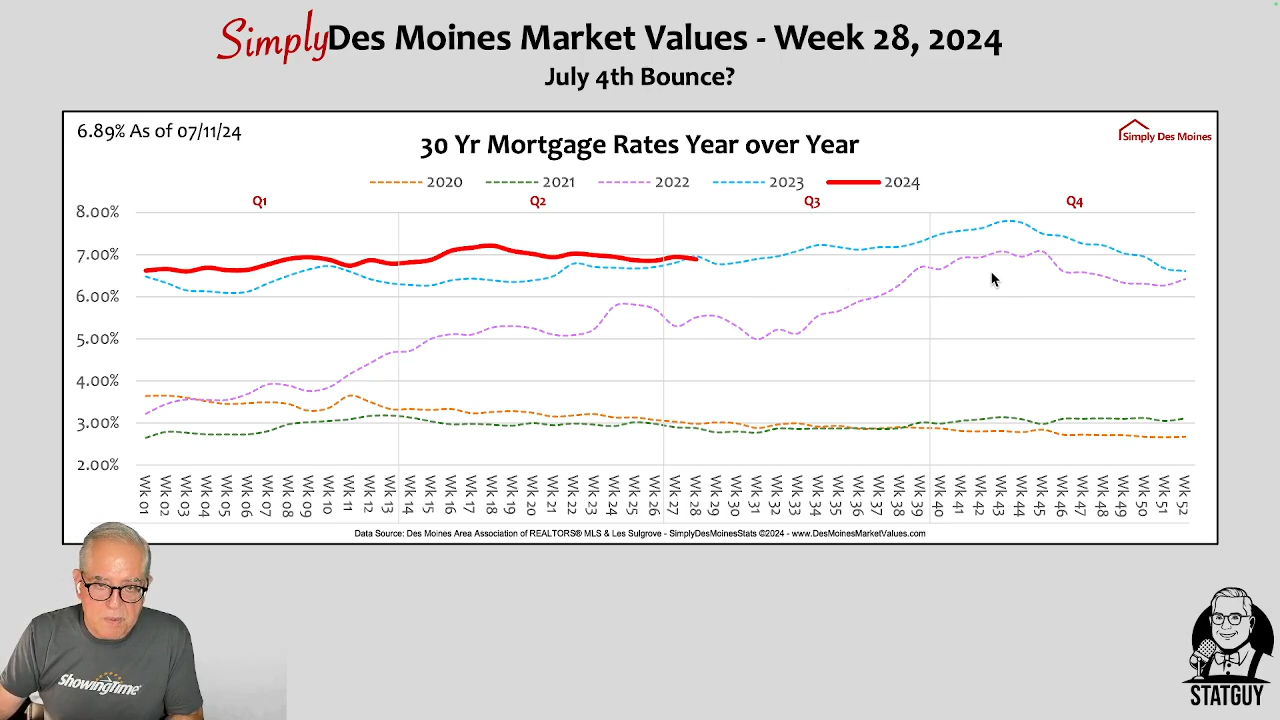 Simply Des Moines Market Values - Week 28, 2024
July 4th Bounce?
6.89% As of 07/11/24
30 Yr Mortgage Rates Year over Year
Simply Des Moines
2020 2021 2022 2023 2024
Q1 Q2 Q3 Q4
8.00%
7.00%
6.00%
5.00%
4.00%
3.00%
2.00%
Wk 01 Wk 02 Wk 03 Wk 04 Wk 05 Wk 06 Wk 07 Wk 08 Wk 09 Wk 10 Wk 11 Wk 12 Wk 13 Wk 14 Wk 15 Wk 16 Wk 17 Wk 18 Wk 19 Wk 20 Wk 21 Wk 22 Wk 23 Wk 24 Wk 25 Wk 26 Wk 27 Wk 28 Wk 29 Wk 30 Wk 31 Wk 32 Wk 33 Wk 34 Wk 35 Wk 36 Wk 37 Wk 38 Wk 39 Wk 40 Wk 41 Wk 42 Wk 43 Wk 44 Wk 45 Wk 46 Wk 47 Wk 48 Wk 49 Wk 50 Wk 51 Wk 52
Data Source: Des Moines Area Association of REALTORS® MLS & Les Sulgrove - SimplyDesMoinesStats ©2024 - www.DesMoinesMarketValues.com
ShowingTime®
STATGUY